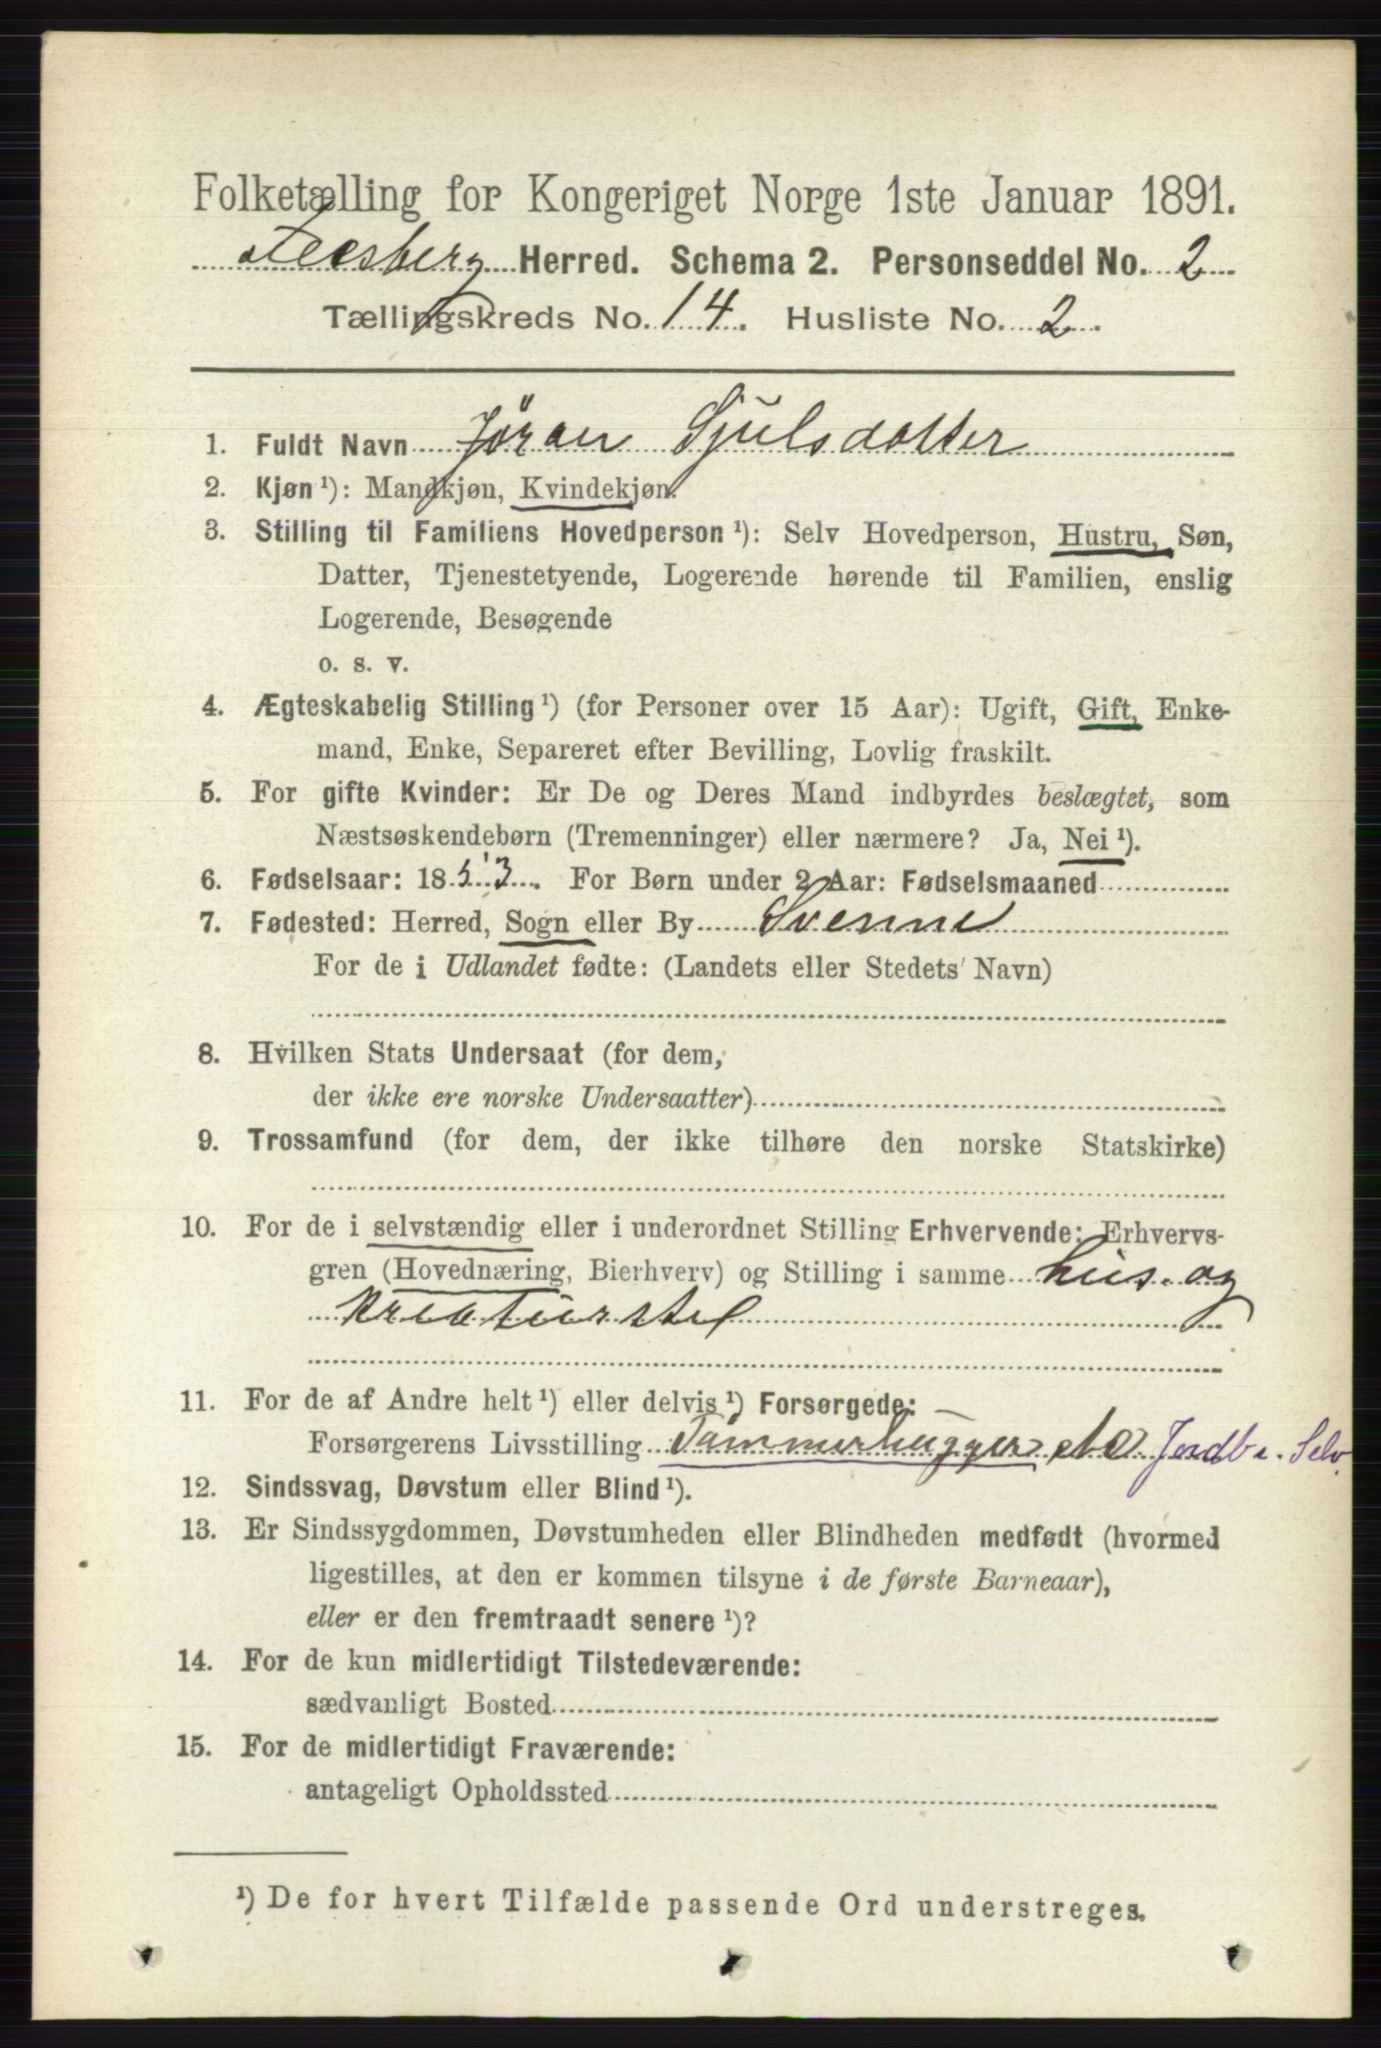 Folketælling for Kongeriget Norge 1ste Januar 1891.
Flesberg Herred. Schema 2. Personseddel No. 2
Tællingskreds No. 14. Husliste No. 2.
1. Fuldt Navn Jøran Sjulsdatter
2. Kjøn ¹): Mandkjøn, Kvindekjøn.
3. Stilling til Familiens Hovedperson ¹): Selv Hovedperson, Hustru, Søn,
Datter, Tjenestetyende, Logerende hørende til Familien, enslig
Logerende, Besøgende
o. s. v.
4. Ægteskabelig Stilling ¹) (for Personer over 15 Aar): Ugift, Gift, Enke-
mand, Enke, Separeret efter Bevilling, Lovlig fraskilt.
5. For gifte Kvinder: Er De og Deres Mand indbyrdes beslægtet, som
Næstsøskendebørn (Tremenninger) eller nærmere? Ja, Nei ¹).
6. Fødselsaar: 1853. For Børn under 2 Aar: Fødselsmaaned
7. Fødested: Herred, Sogn eller By Svenne
For de i Udlandet fødte: (Landets eller Stedets Navn)
8. Hvilken Stats Undersaat (for dem,
der ikke ere norske Undersaatter)
9. Trossamfund (for dem, der ikke tilhøre den norske Statskirke)
10. For de i selvstændig eller i underordnet Stilling Erhvervende: Erhvervs-
gren (Hovednæring, Bierhverv) og Stilling i samme hus- og
kreaturstel
11. For de af Andre helt ¹) eller delvis ¹) Forsørgede:
Forsørgerens Livsstilling Tømmerhugger Jordbr. Selv.
12. Sindssvag, Døvstum eller Blind ¹).
13. Er Sindssygdommen, Døvstumheden eller Blindheden medfødt (hvormed
ligestilles, at den er kommen tilsyne i de første Barneaar),
eller er den fremtraadt senere ¹)?
14. For de kun midlertidigt Tilstedeværende:
sædvanligt Bosted
15. For de midlertidigt Fraværende:
antageligt Opholdssted
¹) De for hvert Tilfælde passende Ord understreges.